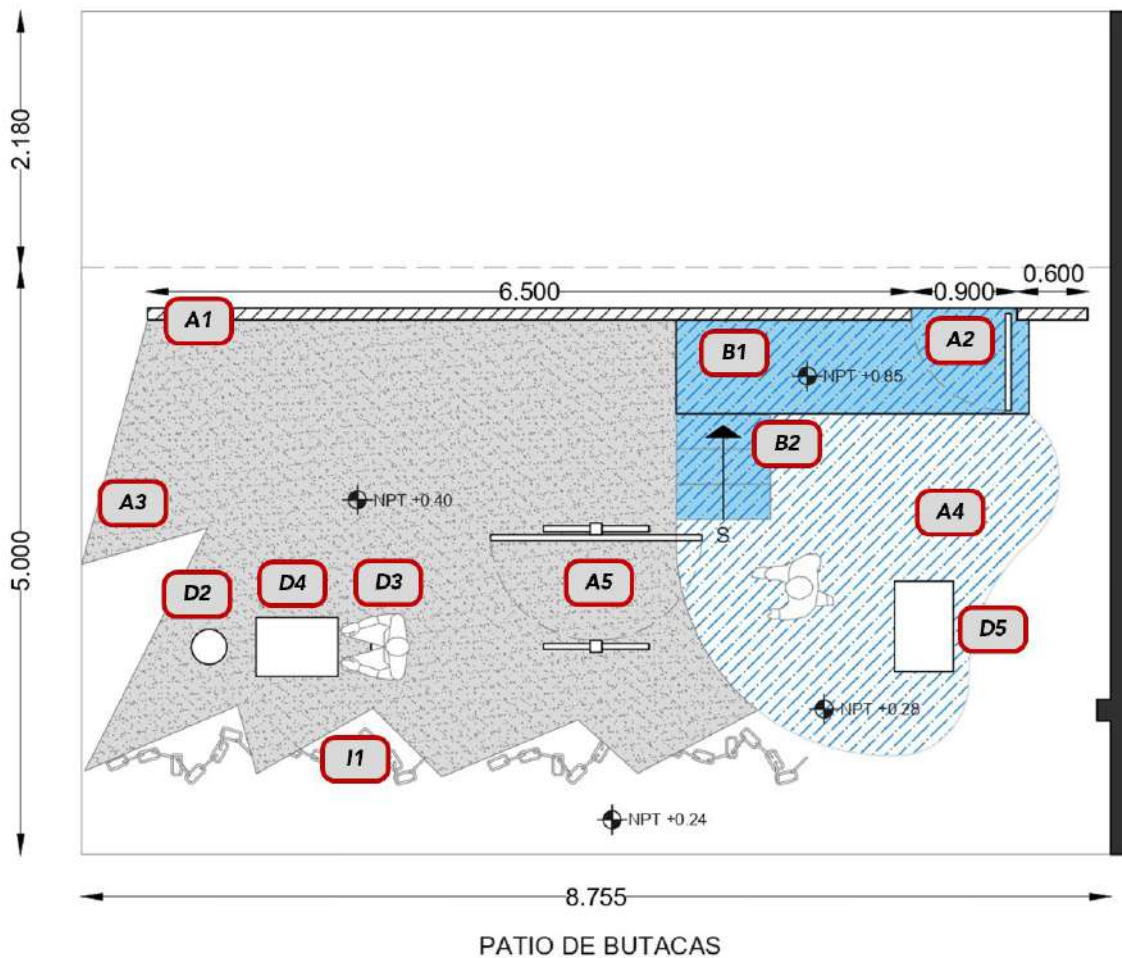 2.180
6.500
0.900
0.600
A1
B1
A2
NPT +0.85
B2
A3
NPT +0.40
A4
S
5.000
D2
D4
D3
A5
D5
NPT +0.28
I1
NPT +0.24
8.755
PATIO DE BUTACAS